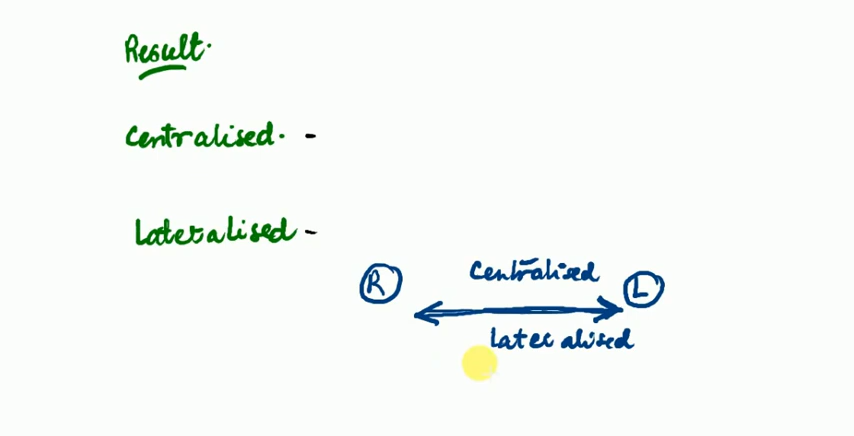 Result.
Centralised. -
Lateralised -
R Centralised L
Lateralised